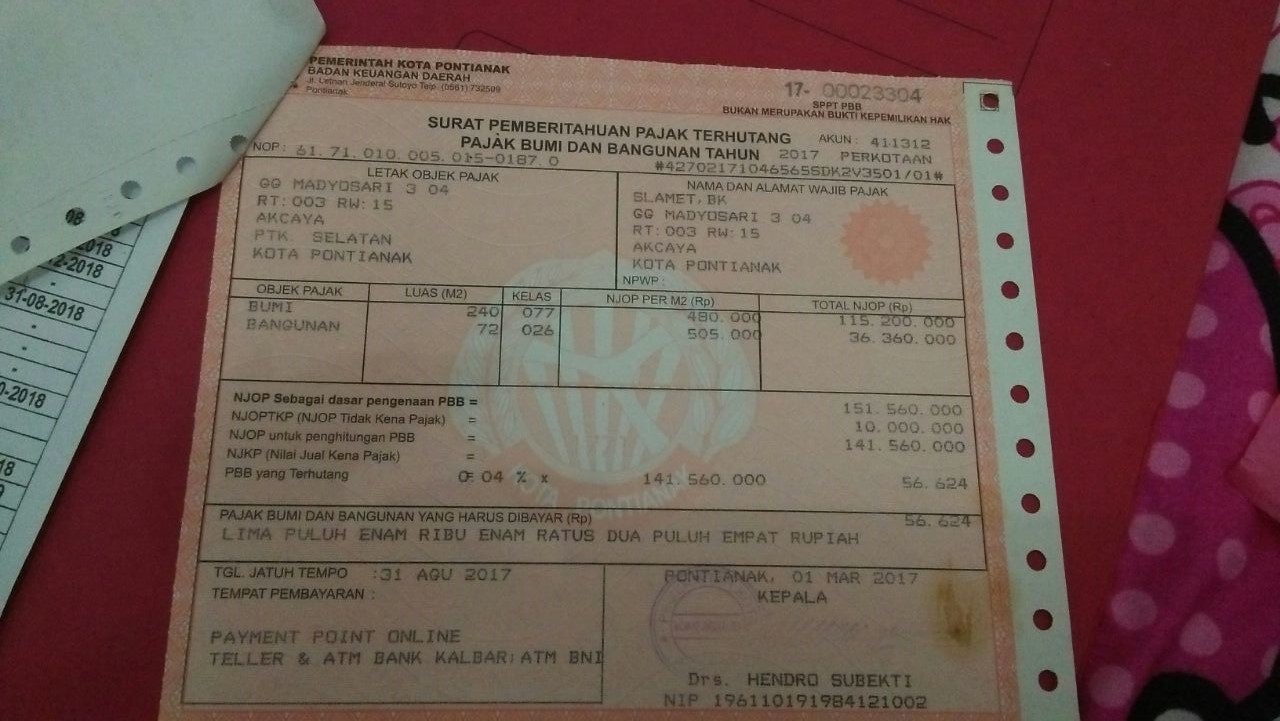 PEMERINTAH KOTA PONTIANAK
BADAN KEUANGAN DAERAH
Jl. Letnan Jenderal Sutoyo Telp. (0561) 732509
Pontianak
17- 00023304
SPPT PBB
BUKAN MERUPAKAN BUKTI KEPEMILIKAN HAK
SURAT PEMBERITAHUAN PAJAK TERHUTANG
AKUN : 411312
PAJAK BUMI DAN BANGUNAN TAHUN 2017 PERKOTAAN
NOP: 61.71.010.005.015-0187.0
#427021710465655DK2V3501/01#
LETAK OBJEK PAJAK
GG MADYOSARI 3 04
RT:003 RW:15
AKCAYA
PTK. SELATAN
KOTA PONTIANAK
NAMA DAN ALAMAT WAJIB PAJAK
SLAMET,BK
GG MADYOSARI 3 04
RT:003 RW:15
AKCAYA
KOTA PONTIANAK
NPWP :
OBJEK PAJAK LUAS (M2) KELAS NJOP PER M2 (Rp) TOTAL NJOP (Rp)
BUMI 240 077 480.000 115.200.000
BANGUNAN 72 026 505.000 36.360.000
NJOP Sebagai dasar pengenaan PBB = 151.560.000
NJOPTKP (NJOP Tidak Kena Pajak) = 10.000.000
NJOP untuk penghitungan PBB = 141.560.000
NJKP (Nilai Jual Kena Pajak) =
PBB yang Terhutang = 0.04 % x 141.560.000 56.624
PAJAK BUMI DAN BANGUNAN YANG HARUS DIBAYAR (Rp) 56.624
LIMA PULUH ENAM RIBU ENAM RATUS DUA PULUH EMPAT RUPIAH
TGL. JATUH TEMPO :31 AGU 2017
TEMPAT PEMBAYARAN :
PAYMENT POINT ONLINE
TELLER & ATM BANK KALBAR;ATM BNI
PONTIANAK, 01 MAR 2017
KEPALA
Drs. HENDRO SUBEKTI
NIP 196110191984121002
KOTA PONTIANAK
08
2018
2-2018
31-08-2018
0-2018
18